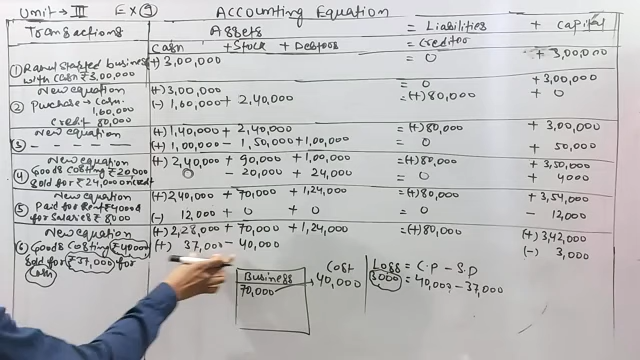 Unit → III Ex 9 Accounting Equation
Transactions Assets = Liabilities + Capital
Cash + Stock + Debtors = Creditor
① Started business (+) 3,00,000 = 0 + 3,00,000
with cash ₹3,00,000
New equation (+) 3,00,000 = 0 + 3,00,000
② Purchase → Cash (-) 1,60,000 + 2,40,000 = (+) 80,000 + 0
1,60,000
Credit 80,000
New equation (+) 1,40,000 + 2,40,000 = (+) 80,000 + 3,00,000
③ - - - - - (+) 1,00,000 - 1,50,000 + 1,00,000 = 0 + 50,000
New equation (+) 2,40,000 + 90,000 + 1,00,000 = (+) 80,000 + 3,50,000
④ Goods costing ₹20000 0 - 20,000 + 24,000 = 0 + 4000
sold for ₹24,000 on credit
New equation (+) 2,40,000 + 70,000 + 1,24,000 = (+) 80,000 + 3,54,000
⑤ Paid for Rent ₹4000 (-) 12,000 + 0 + 0 = 0 - 12,000
for salaries ₹8000
New equation (+) 2,28,000 + 70,000 + 1,24,000 = (+) 80,000 + 3,42,000
⑥ Goods costing ₹40000 (+) 37,000 - 40,000 (-) 3,000
sold for ₹37,000 for
cash
Business
70,000
Cost
40,000
Loss = C.P - S.P
3000 = 40,000 - 37,000